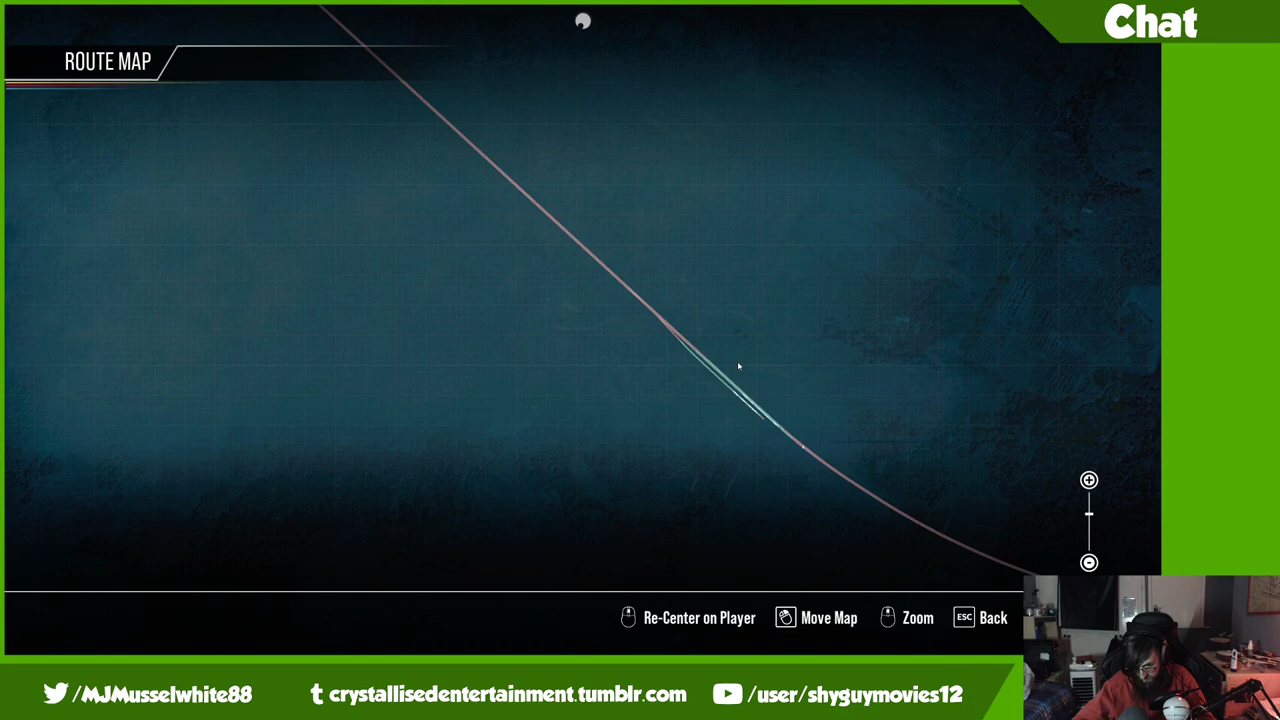 Chat
ROUTE MAP
Re-Center on Player
Move Map
Zoom
ESC Back
/MJMusselwhite88
t crystallisedentertainment.tumblr.com
/user/shyguymovies12